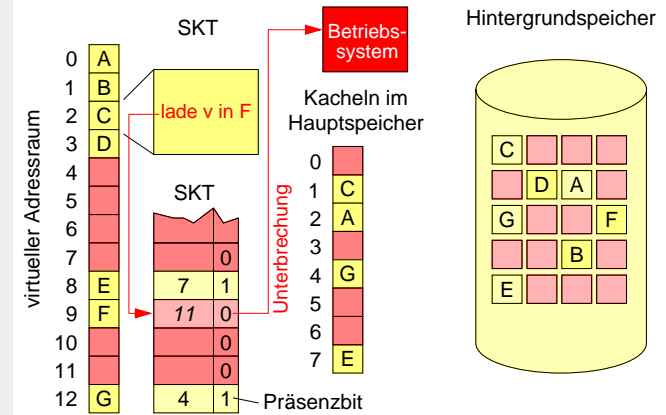 SKT
Betriebs-
system
Hintergrundspeicher
virtueller Adressraum
0 A
1 B
2 C
3 D
4
5
6
7
8 E
9 F
10
11
12 G
lade v in F
SKT
0
7 1
11 0
0
0
4 1
Präsenzbit
Unterbrechung
Kacheln im
Hauptspeicher
0
1 C
2 A
3
4 G
5
6
7 E
C
D A
G F
B
E